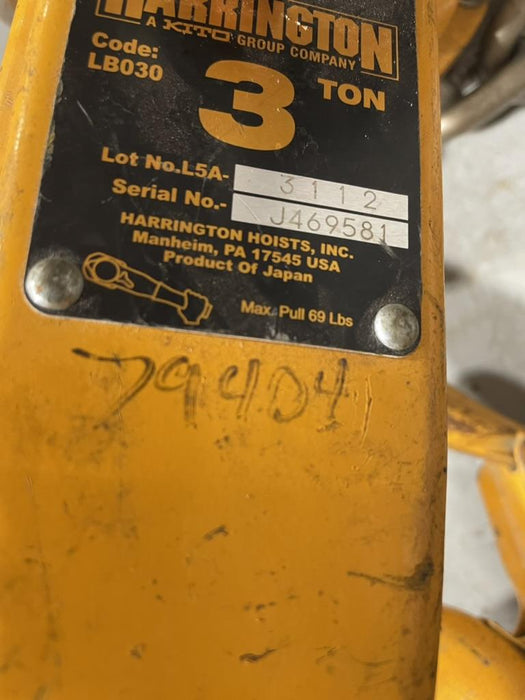 HARRINGTON
A KITO GROUP COMPANY
Code:
LB030
3 TON
Lot No.L5A- 3112
Serial No.- J469581
HARRINGTON HOISTS, INC.
Manheim, PA 17545 USA
Product Of Japan
Max. Pull 69 Lbs
79404